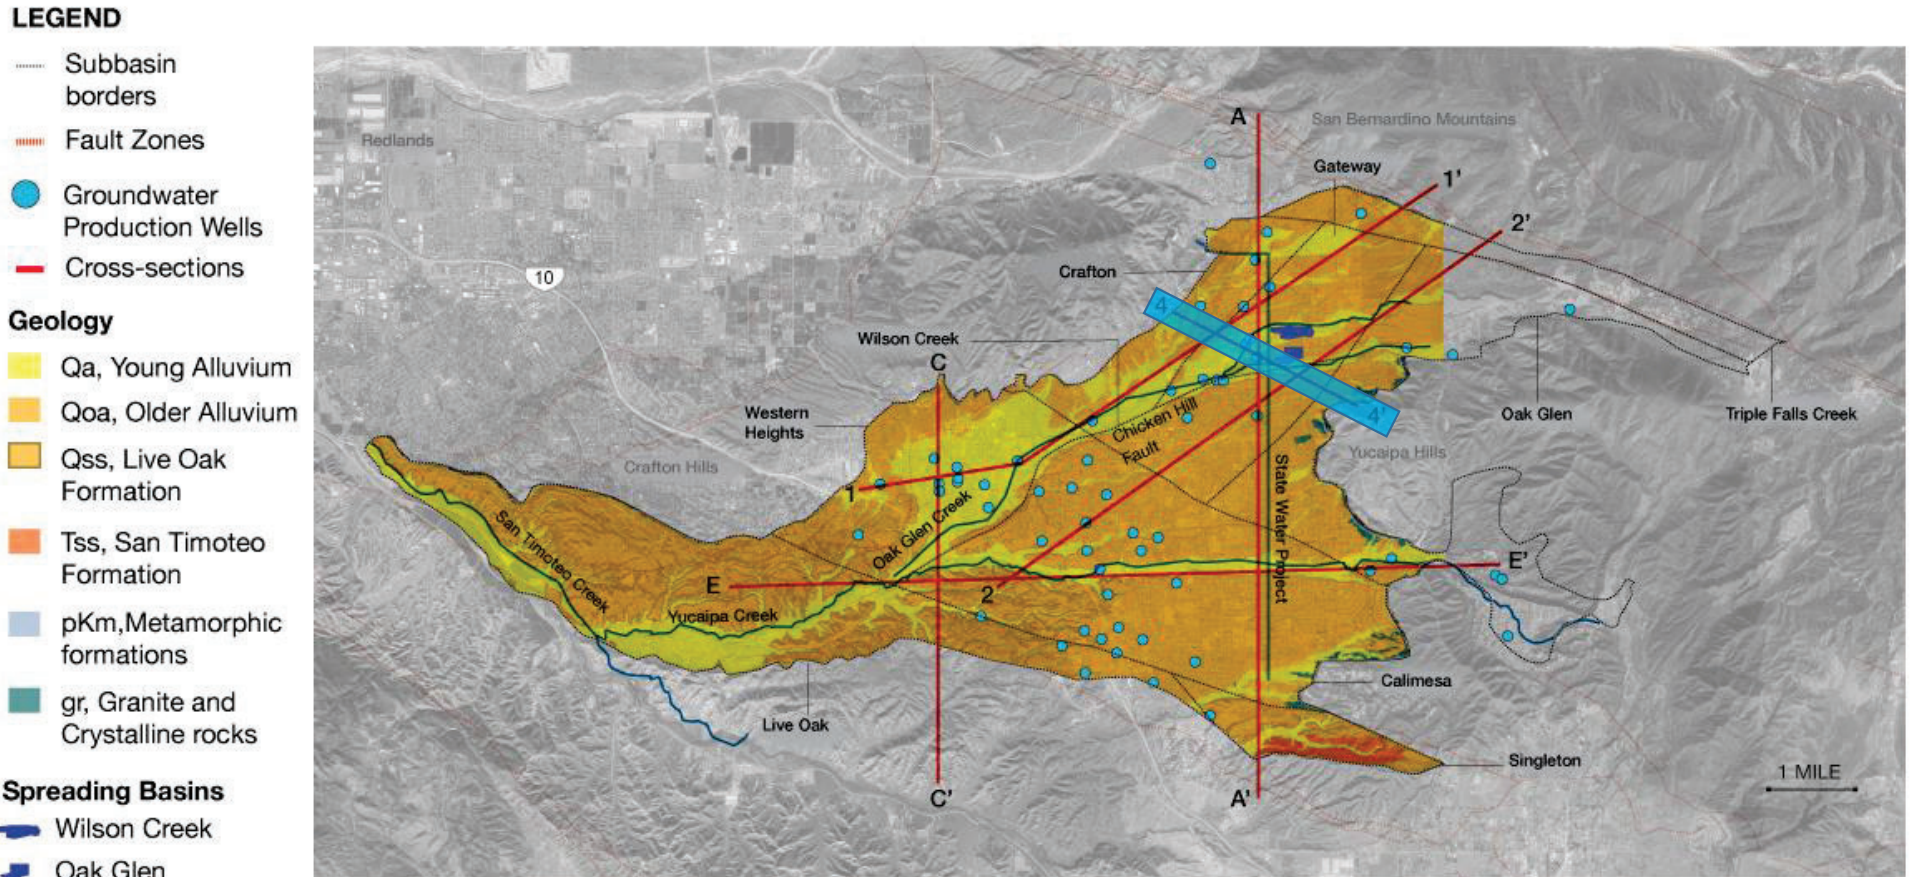 LEGEND
Subbasin
borders
Fault Zones
Groundwater
Production Wells
Cross-sections
Geology
Qa, Young Alluvium
Qoa, Older Alluvium
Qss, Live Oak
Formation
Tss, San Timoteo
Formation
pKm,Metamorphic
formations
gr, Granite and
Crystalline rocks
Spreading Basins
Wilson Creek
Oak Glen
Redlands
10
A
San Bernardino Mountains
Gateway
1'
2'
Crafton
4
Wilson Creek
C
Western
Heights
4'
Oak Glen
Triple Falls Creek
Chicken Hill
Fault
Yucaipa Hills
Crafton Hills
1
State Water Project
Oak Glen Creek
San Timoteo Creek
E
E'
2
Yucaipa Creek
Calimesa
Live Oak
Singleton
1 MILE
C'
A'